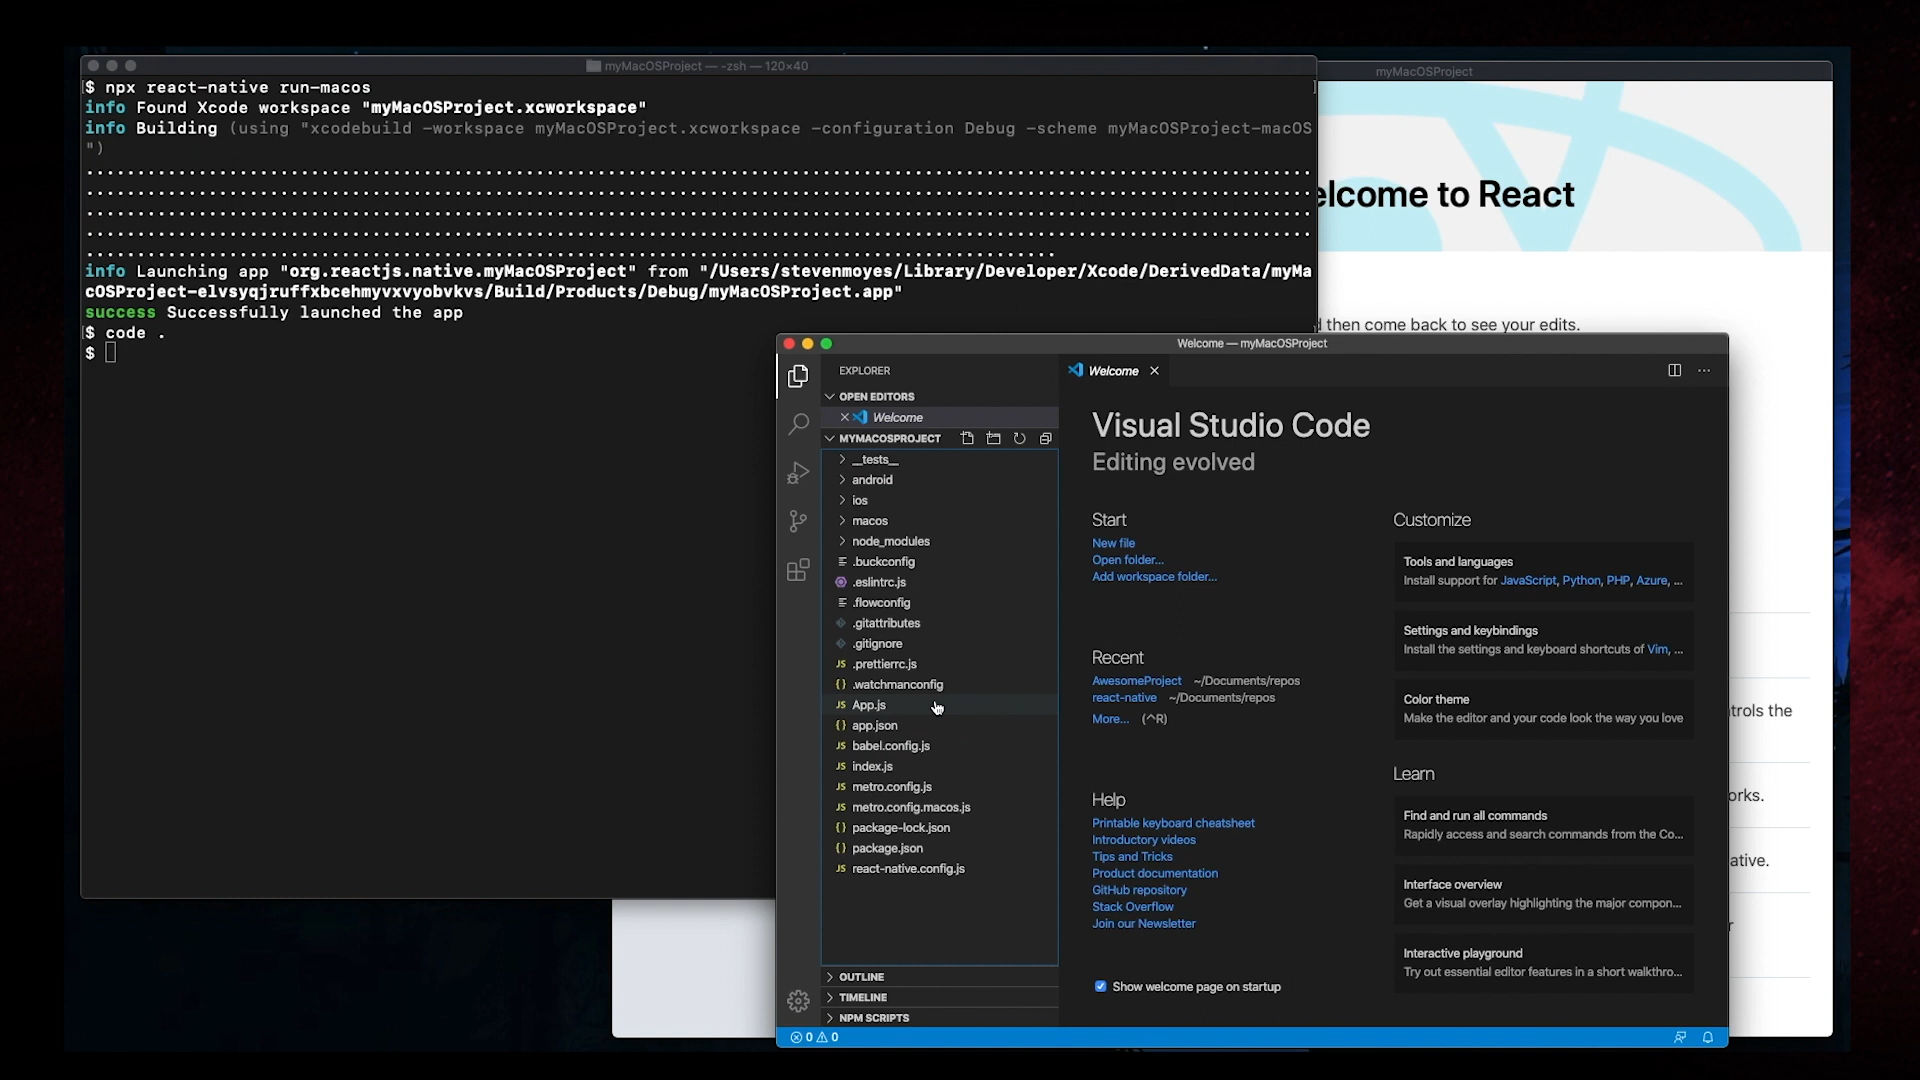 myMacOSProject — -zsh — 120×40
$ npx react-native run-macos
info Found Xcode workspace "myMacOSProject.xcworkspace"
info Building (using "xcodebuild -workspace myMacOSProject.xcworkspace -configuration Debug -scheme myMacOSProject-macOS
")
info Launching app "org.reactjs.native.myMacOSProject" from "/Users/stevenmoyes/Library/Developer/Xcode/DerivedData/myMa
cOSProject-elvsyqjruffxbcehmyvxvyobvkvs/Build/Products/Debug/myMacOSProject.app"
success Successfully launched the app
$ code .
$
myMacOSProject
elcome to React
then come back to see your edits.
trols the
orks.
ative.
Welcome — myMacOSProject
EXPLORER
OPEN EDITORS
Welcome
MYMACOSPROJECT
__tests__
android
ios
macos
node_modules
.buckconfig
.eslintrc.js
.flowconfig
.gitattributes
.gitignore
JS .prettierrc.js
{} .watchmanconfig
JS App.js
{} app.json
JS babel.config.js
JS index.js
JS metro.config.js
JS metro.config.macos.js
{} package-lock.json
{} package.json
JS react-native.config.js
OUTLINE
TIMELINE
NPM SCRIPTS
0 0
Welcome
Visual Studio Code
Editing evolved
Start
New file
Open folder...
Add workspace folder...
Recent
AwesomeProject ~/Documents/repos
react-native ~/Documents/repos
More... (^R)
Help
Printable keyboard cheatsheet
Introductory videos
Tips and Tricks
Product documentation
GitHub repository
Stack Overflow
Join our Newsletter
Show welcome page on startup
Customize
Tools and languages
Install support for JavaScript, Python, PHP, Azure, ...
Settings and keybindings
Install the settings and keyboard shortcuts of Vim, ...
Color theme
Make the editor and your code look the way you love
Learn
Find and run all commands
Rapidly access and search commands from the Co...
Interface overview
Get a visual overlay highlighting the major compon...
Interactive playground
Try out essential editor features in a short walkthro...